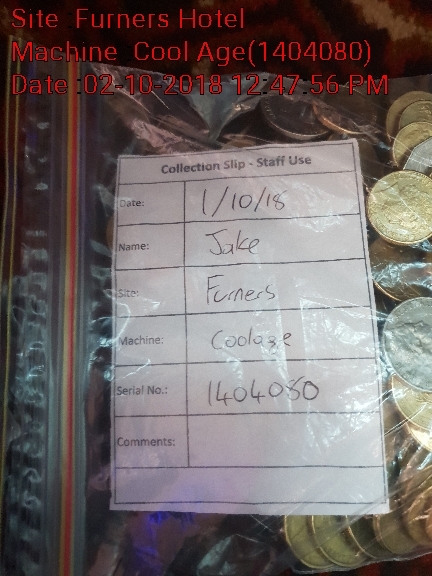 Site  Furners Hotel
Machine  Cool Age(1404080)
Date :02-10-2018 12:47:56 PM
Collection Slip - Staff Use
Date: 1/10/18
Name: Jake
Site: Furners
Machine: Coolage
Serial No.: 1404080
Comments: